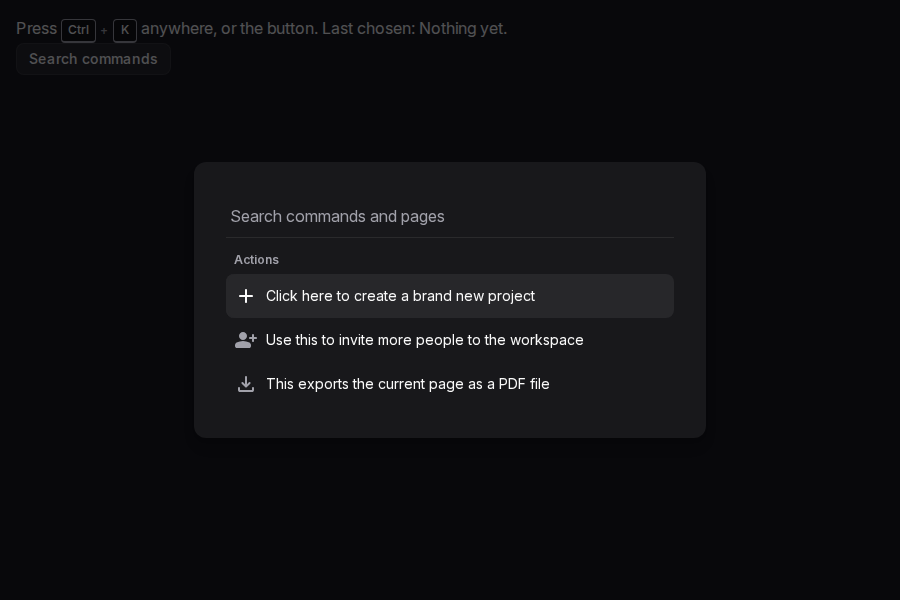 Press Ctrl + K anywhere, or the button. Last chosen: Nothing yet.
Search commands
Search commands and pages
Actions
Click here to create a brand new project
Use this to invite more people to the workspace
This exports the current page as a PDF file